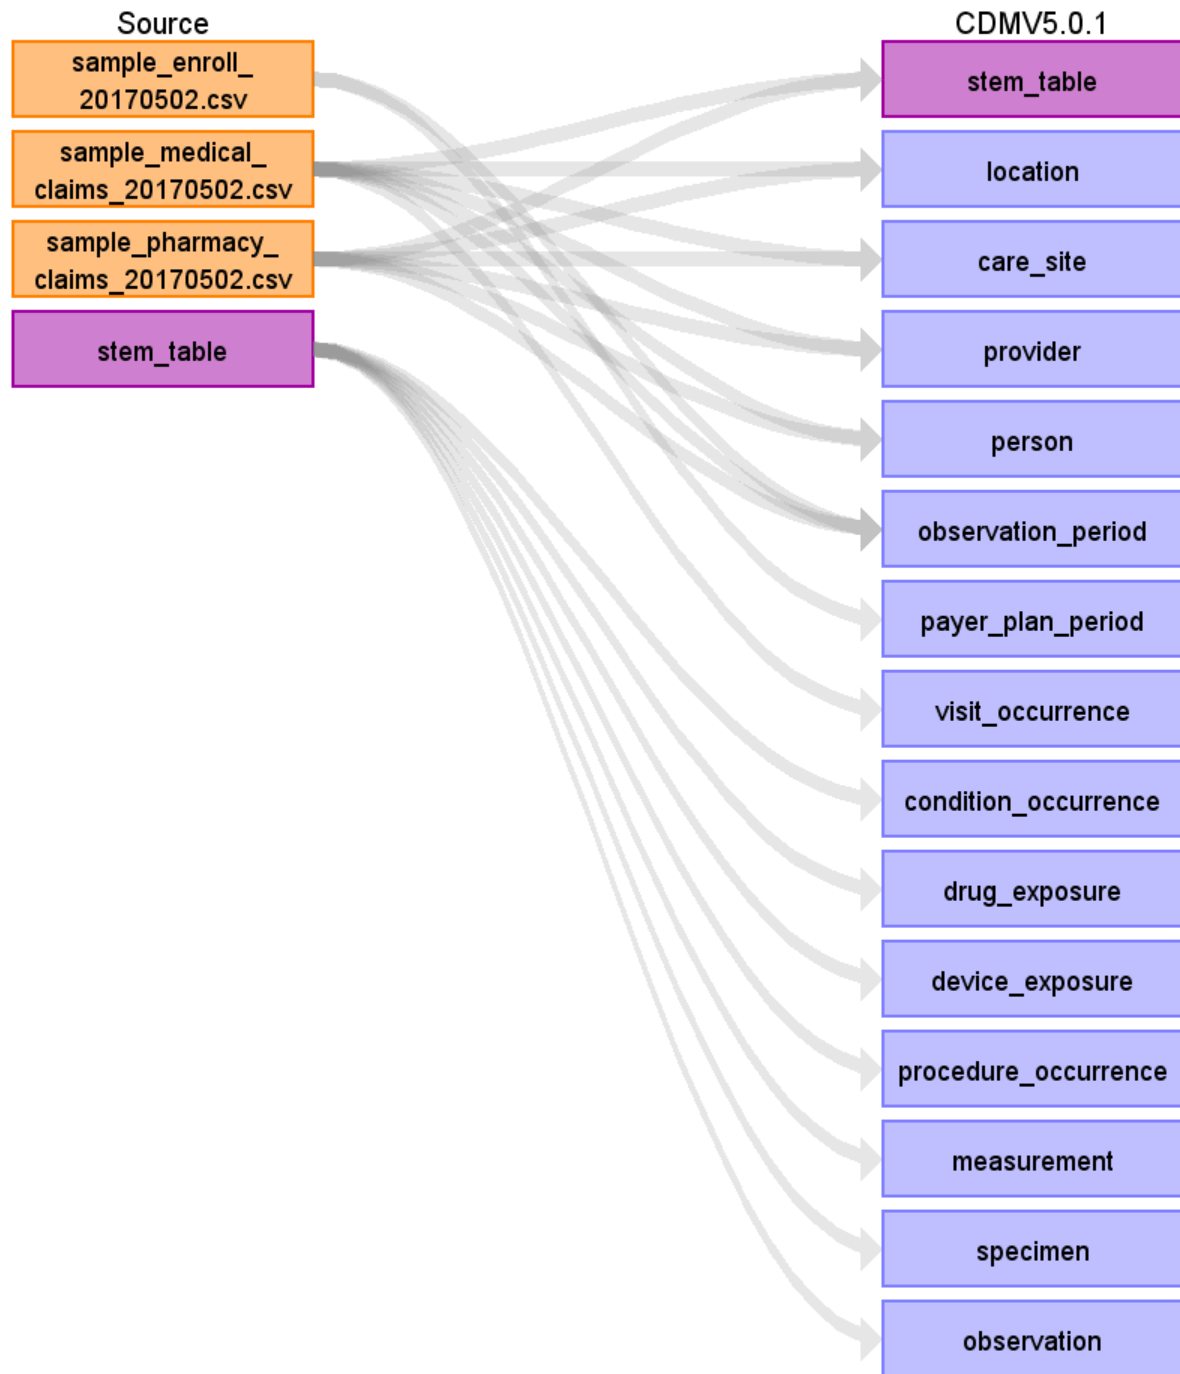 Source
CDMV5.0.1
sample_enroll_
20170502.csv
sample_medical_
claims_20170502.csv
sample_pharmacy_
claims_20170502.csv
stem_table
stem_table
location
care_site
provider
person
observation_period
payer_plan_period
visit_occurrence
condition_occurrence
drug_exposure
device_exposure
procedure_occurrence
measurement
specimen
observation